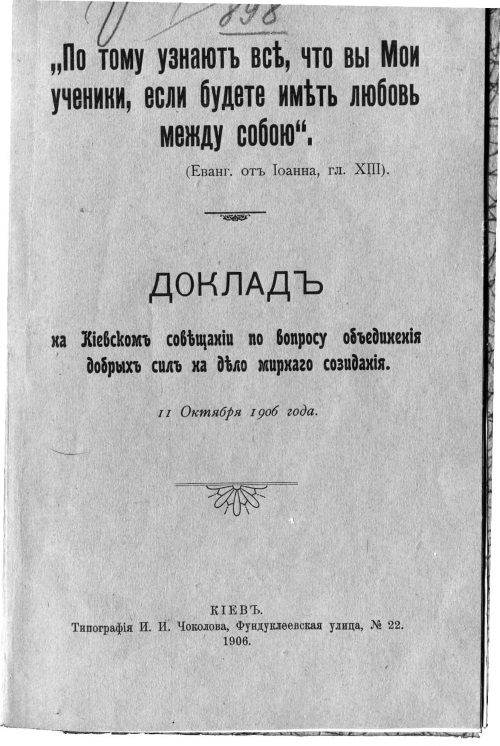 898
„По тому узнаютъ всѣ, что вы Мои
ученики, если будете имѣть любовь
между собою“.
(Еванг. отъ Іоанна, гл. XIII).
ДОКЛАДЪ
на Кіевскомъ совѣщаніи по вопросу объединенія
добрыхъ силъ на дѣло мирнаго созиданія.
11 Октября 1906 года.
КІЕВЪ.
Типографія И. И. Чоколова, Фундуклеевская улица, № 22.
1906.